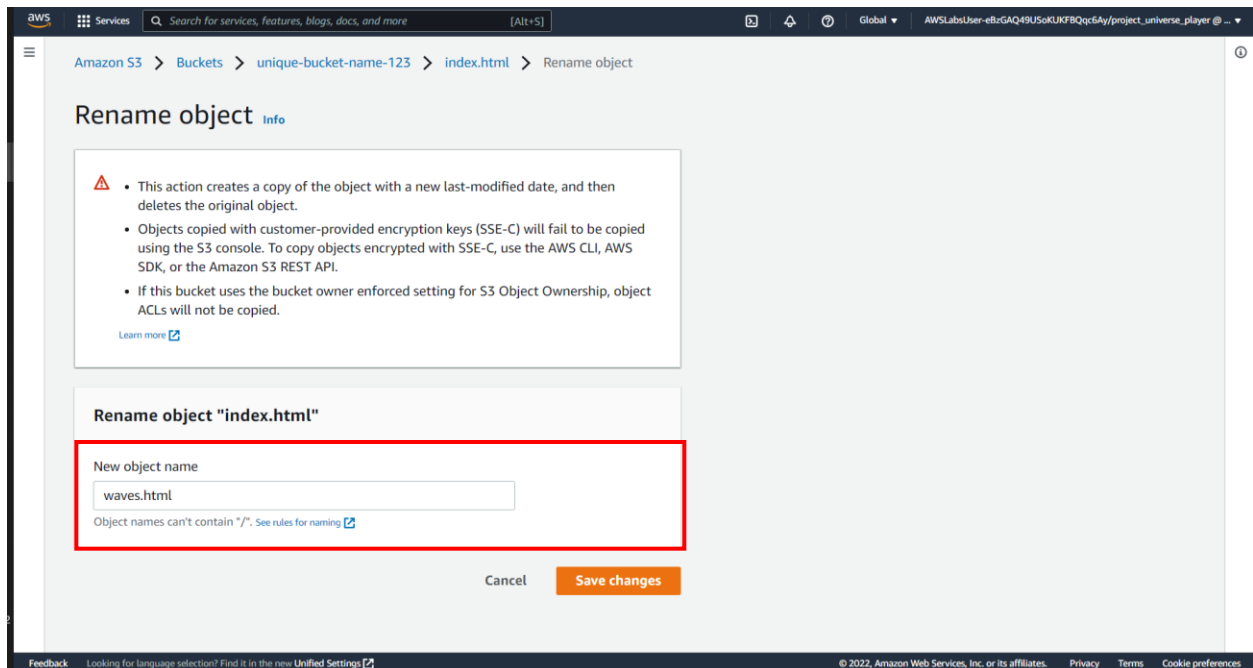 aws Services Search for services, features, blogs, docs, and more [Alt+S] Global AWSLabsUser-eBzGAQ49USoKUKFBQqc6Ay/project_universe_player @ ...
Amazon S3 > Buckets > unique-bucket-name-123 > index.html > Rename object
Rename object Info
• This action creates a copy of the object with a new last-modified date, and then
deletes the original object.
• Objects copied with customer-provided encryption keys (SSE-C) will fail to be copied
using the S3 console. To copy objects encrypted with SSE-C, use the AWS CLI, AWS
SDK, or the Amazon S3 REST API.
• If this bucket uses the bucket owner enforced setting for S3 Object Ownership, object
ACLs will not be copied.
Learn more
Rename object "index.html"
New object name
waves.html
Object names can't contain "/". See rules for naming
Cancel Save changes
Feedback Looking for language selection? Find it in the new Unified Settings © 2022, Amazon Web Services, Inc. or its affiliates. Privacy Terms Cookie preferences